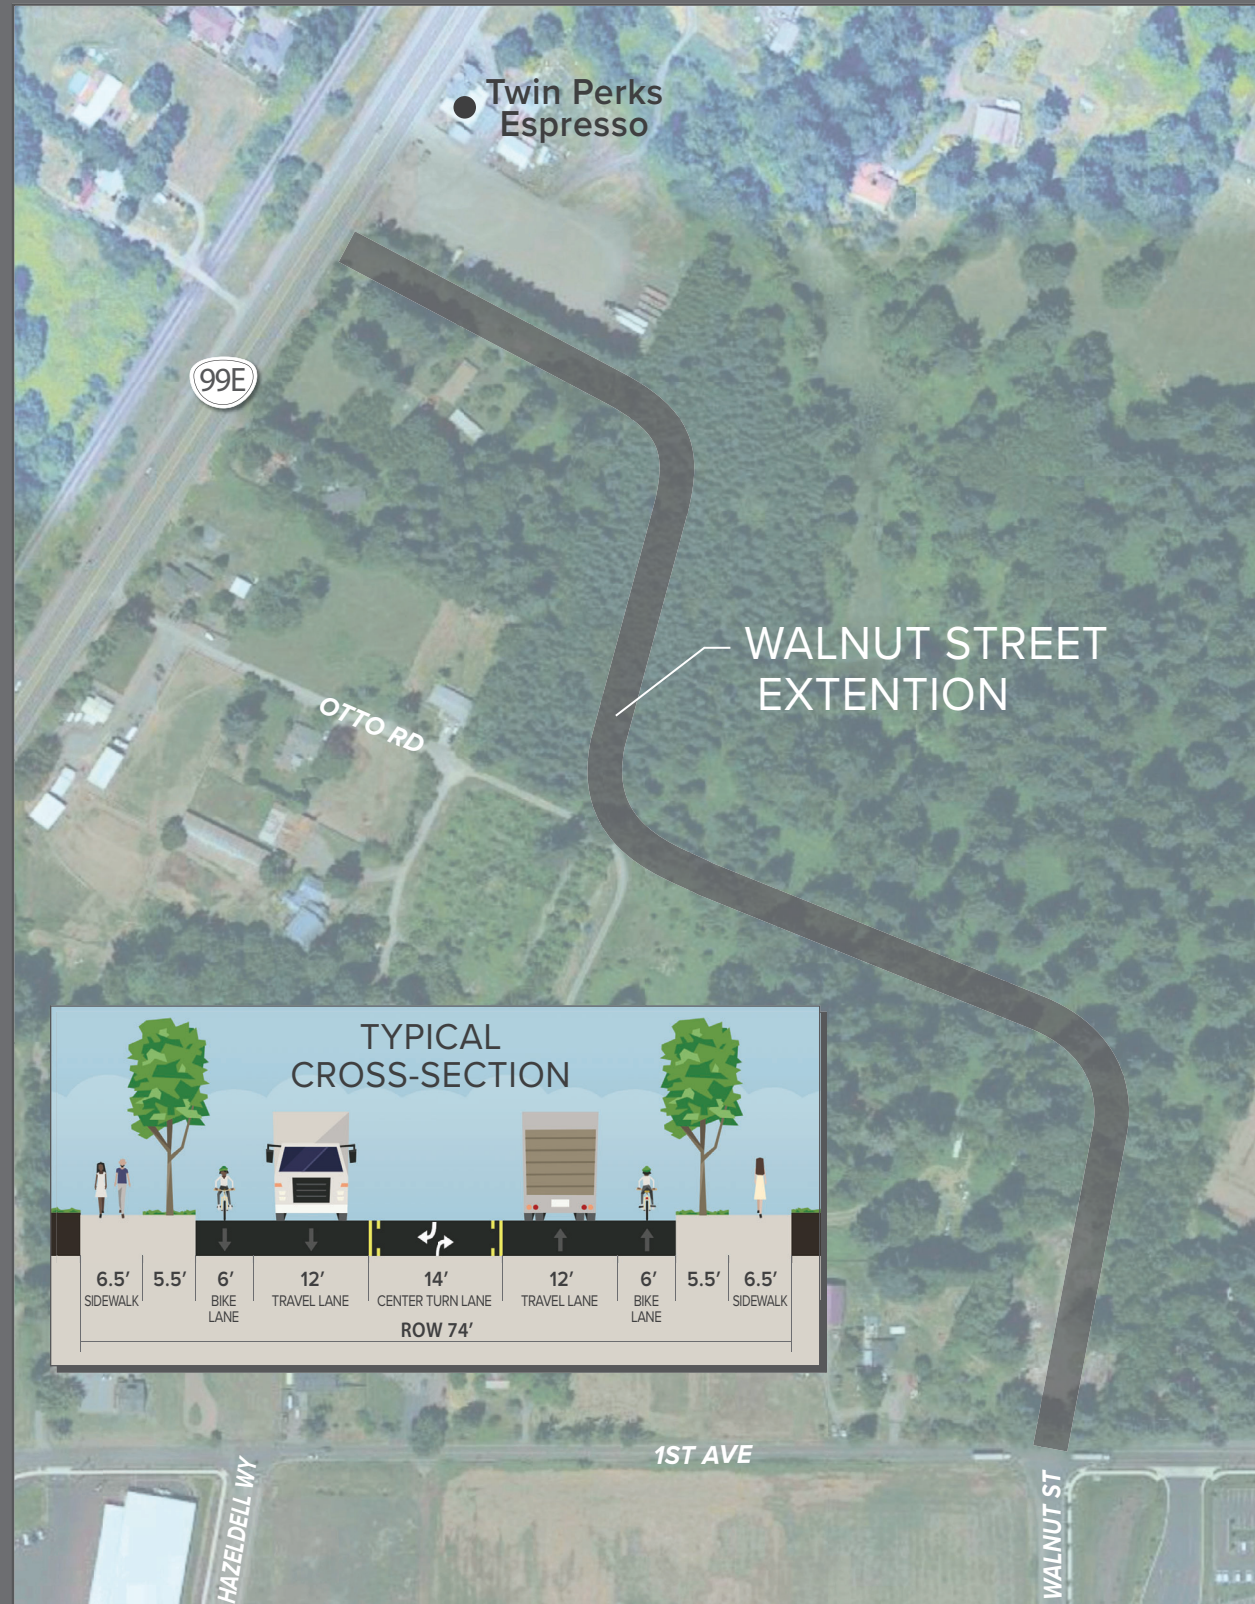 Twin Perks
Espresso
99E
WALNUT STREET
EXTENTION
OTTO RD
TYPICAL
CROSS-SECTION
6.5′ 5.5′ 6′ 12′ 14′ 12′ 6′ 5.5′ 6.5′
SIDEWALK BIKE LANE TRAVEL LANE CENTER TURN LANE TRAVEL LANE BIKE LANE SIDEWALK
ROW 74′
1ST AVE
HAZELDELL WY
WALNUT ST